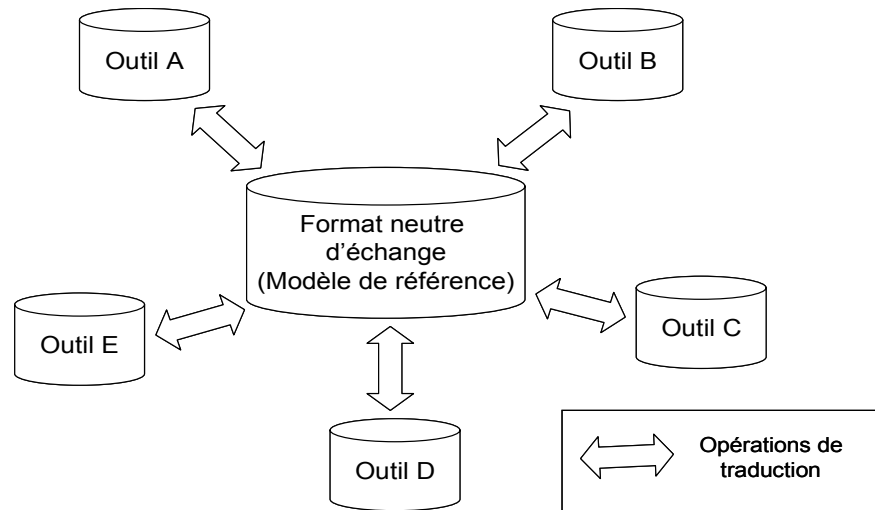 Outil A
Outil B
Format neutre
d'échange
(Modèle de référence)
Outil E
Outil C
Outil D
Opérations de
traduction